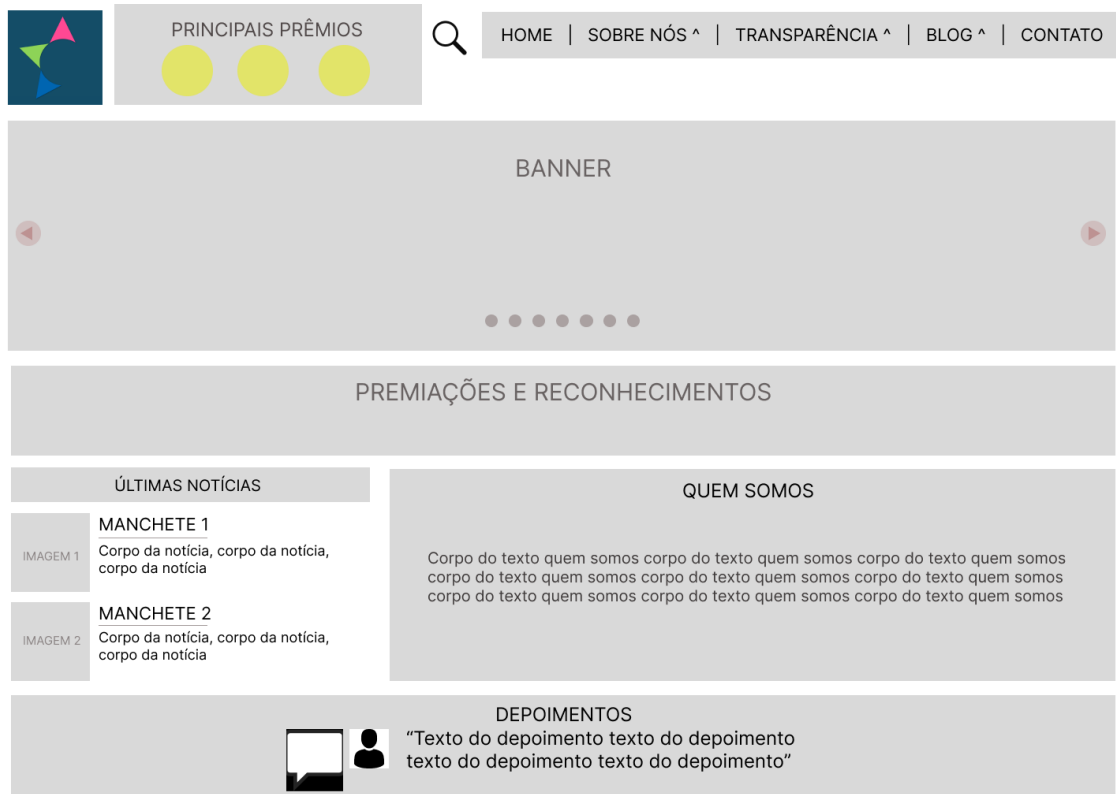 PRINCIPAIS PRÊMIOS
HOME | SOBRE NÓS ^ | TRANSPARÊNCIA ^ | BLOG ^ | CONTATO
BANNER
PREMIAÇÕES E RECONHECIMENTOS
ÚLTIMAS NOTÍCIAS
IMAGEM 1
MANCHETE 1
Corpo da notícia, corpo da notícia,
corpo da notícia
IMAGEM 2
MANCHETE 2
Corpo da notícia, corpo da notícia,
corpo da notícia
QUEM SOMOS
Corpo do texto quem somos corpo do texto quem somos corpo do texto quem somos
corpo do texto quem somos corpo do texto quem somos corpo do texto quem somos
corpo do texto quem somos corpo do texto quem somos corpo do texto quem somos
DEPOIMENTOS
“Texto do depoimento texto do depoimento
texto do depoimento texto do depoimento”